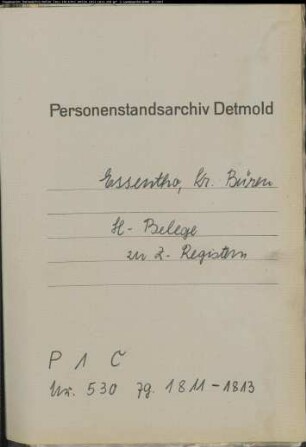 Personenstandsarchiv Detmold
Essentho, Kr. Büren
H- Belege
zu Z- Registern
P 1 C
Nr. 530 Jg. 1811-1813